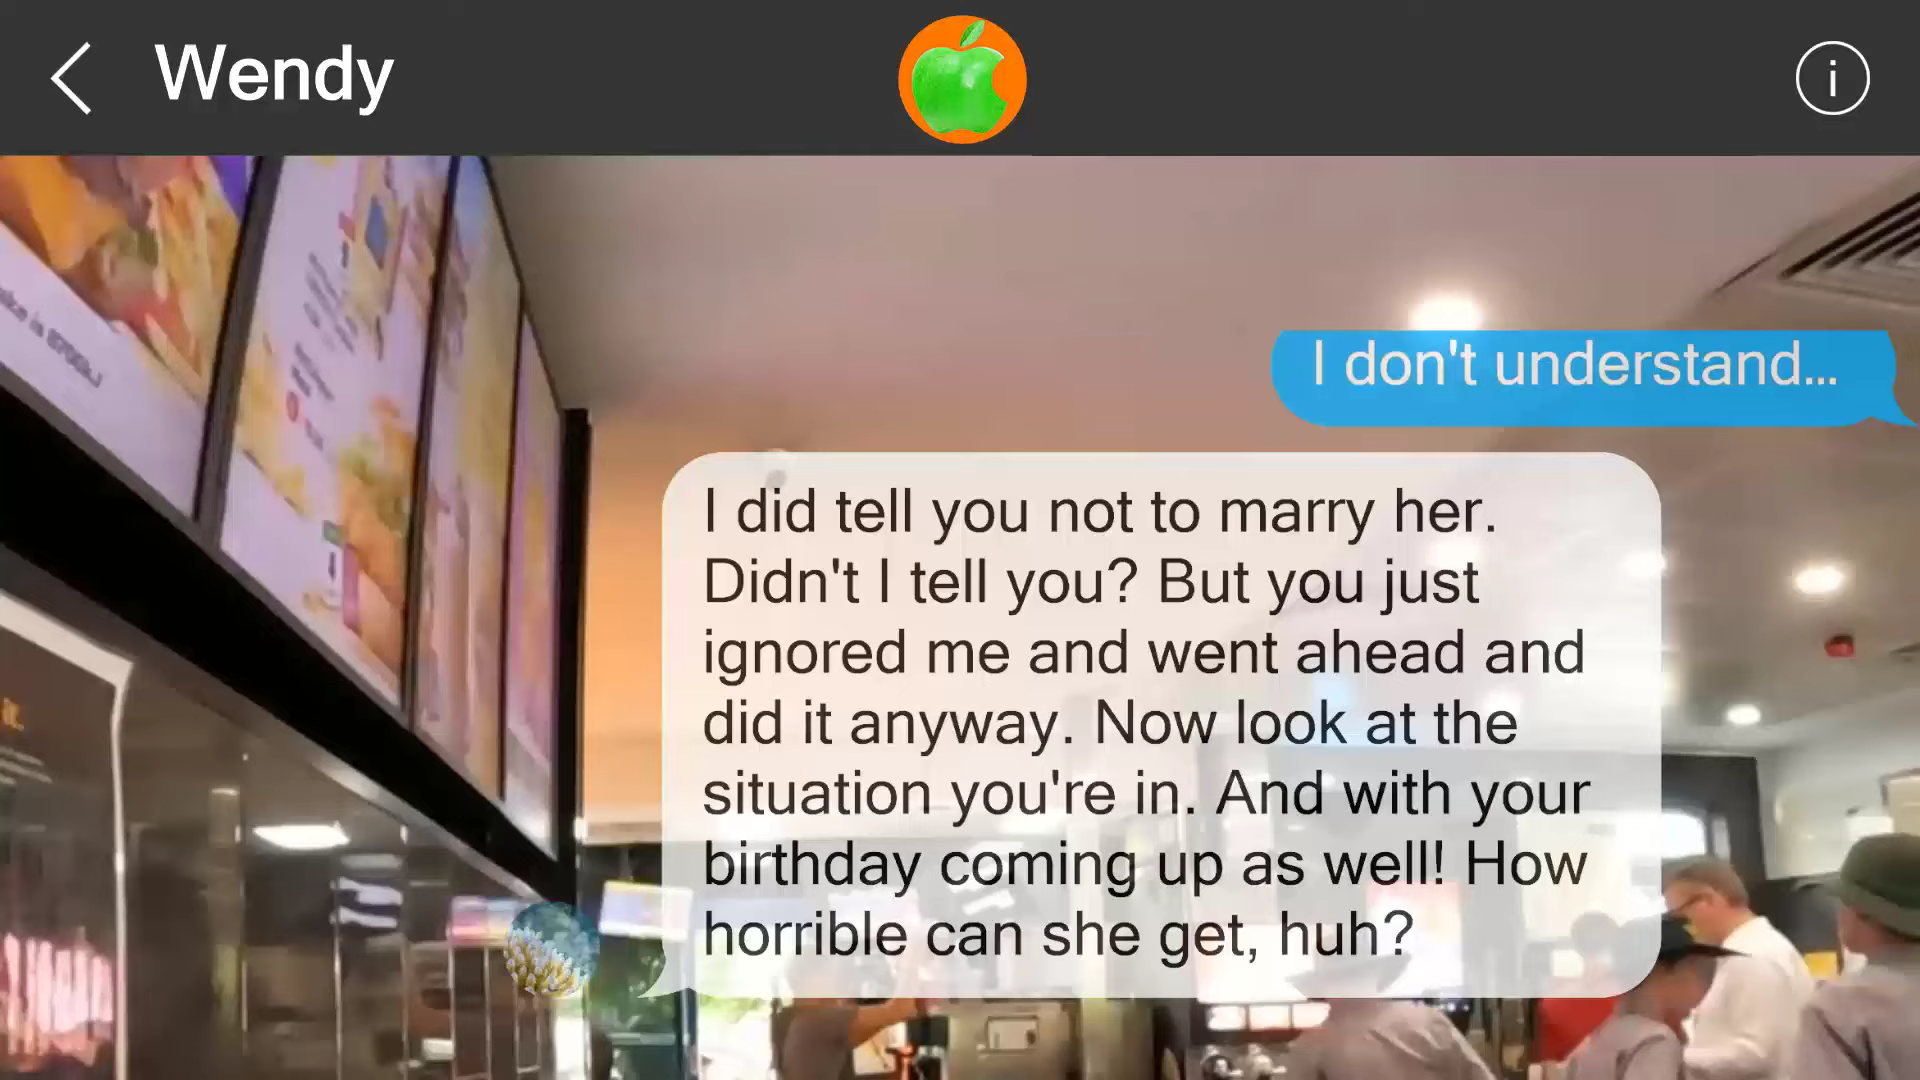 Wendy
i
I don't understand...
I did tell you not to marry her.
Didn't I tell you? But you just
ignored me and went ahead and
did it anyway. Now look at the
situation you're in. And with your
birthday coming up as well! How
horrible can she get, huh?